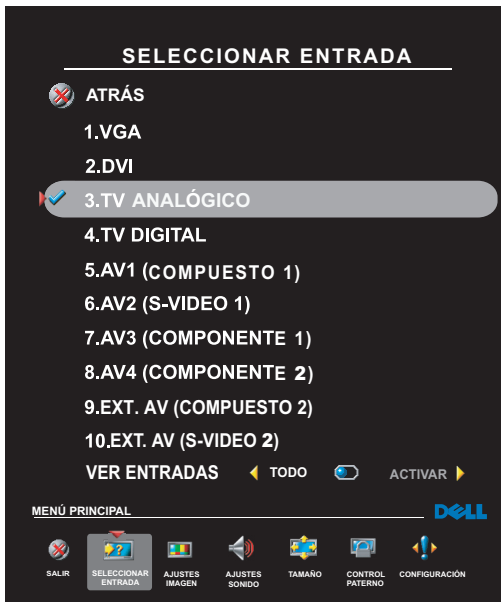 SELECCIONAR ENTRADA
ATRÁS
1.VGA
2.DVI
3.TV ANALÓGICO
4.TV DIGITAL
5.AV1 (COMPUESTO 1)
6.AV2 (S-VIDEO 1)
7.AV3 (COMPONENTE 1)
8.AV4 (COMPONENTE 2)
9.EXT. AV (COMPUESTO 2)
10.EXT. AV (S-VIDEO 2)
VER ENTRADAS TODO ACTIVAR
MENÚ PRINCIPAL DELL
??
SALIR SELECCIONAR ENTRADA AJUSTES IMAGEN AJUSTES SONIDO TAMAÑO CONTROL PATERNO CONFIGURACIÓN